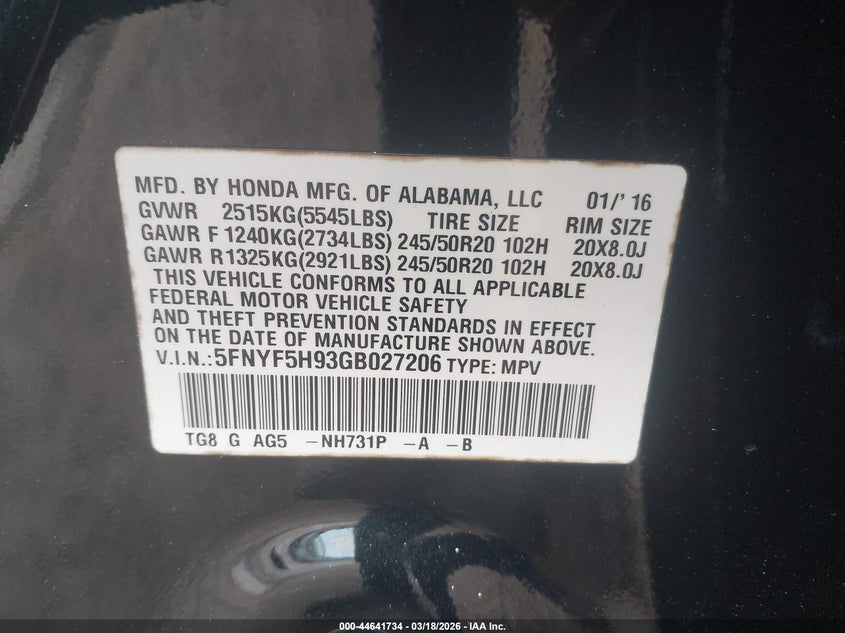 MFD. BY HONDA MFG. OF ALABAMA, LLC 01/' 16
GVWR 2515KG(5545LBS) TIRE SIZE RIM SIZE
GAWR F 1240KG(2734LBS) 245/50R20 102H 20X8.0J
GAWR R1325KG(2921LBS) 245/50R20 102H 20X8.0J
THIS VEHICLE CONFORMS TO ALL APPLICABLE
FEDERAL MOTOR VEHICLE SAFETY
AND THEFT PREVENTION STANDARDS IN EFFECT
ON THE DATE OF MANUFACTURE SHOWN ABOVE.
V.I.N.:5FNYF5H93GB027206 TYPE: MPV
TG8 G AG5 -NH731P -A -B
000-44641734 - 03/18/2026 - IAA Inc.